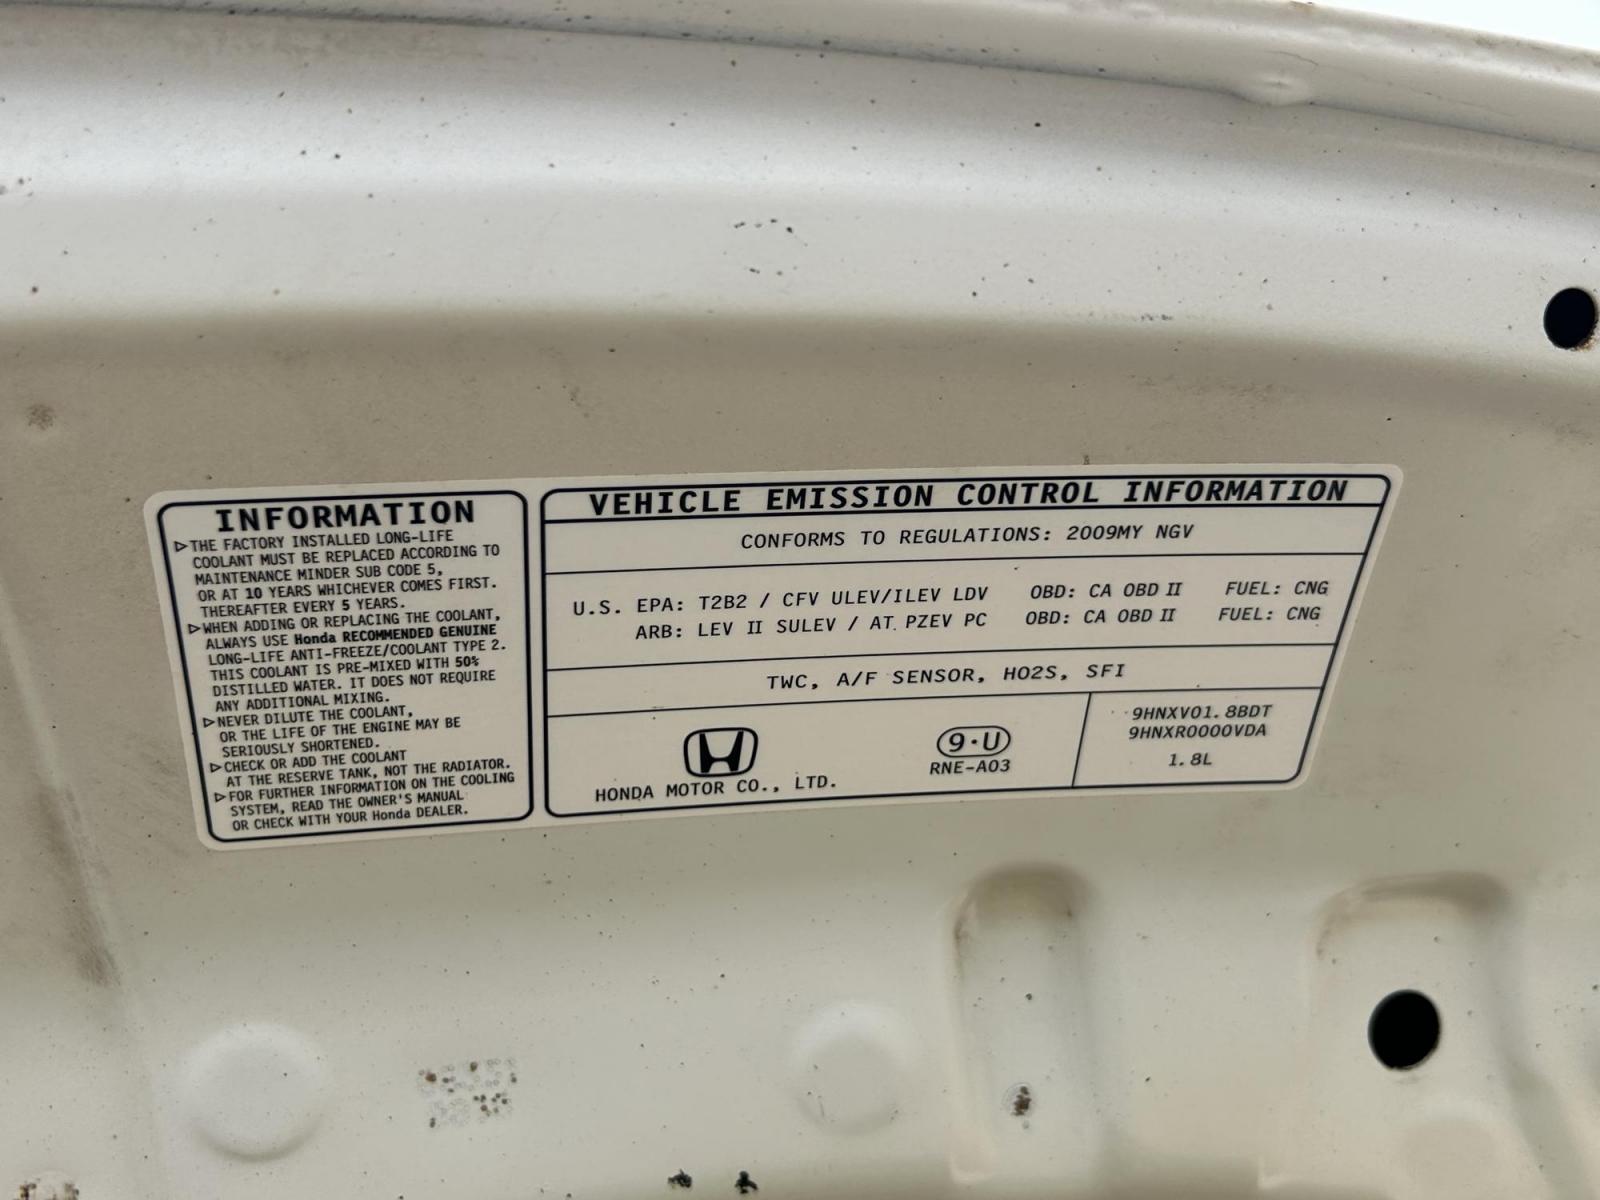 INFORMATION
▷THE FACTORY INSTALLED LONG-LIFE
COOLANT MUST BE REPLACED ACCORDING TO
MAINTENANCE MINDER SUB CODE 5,
OR AT 10 YEARS WHICHEVER COMES FIRST.
THEREAFTER EVERY 5 YEARS.
▷WHEN ADDING OR REPLACING THE COOLANT,
ALWAYS USE Honda RECOMMENDED GENUINE
LONG-LIFE ANTI-FREEZE/COOLANT TYPE 2.
THIS COOLANT IS PRE-MIXED WITH 50%
DISTILLED WATER. IT DOES NOT REQUIRE
ANY ADDITIONAL MIXING.
▷NEVER DILUTE THE COOLANT,
OR THE LIFE OF THE ENGINE MAY BE
SERIOUSLY SHORTENED.
▷CHECK OR ADD THE COOLANT
AT THE RESERVE TANK, NOT THE RADIATOR.
▷FOR FURTHER INFORMATION ON THE COOLING
SYSTEM, READ THE OWNER'S MANUAL
OR CHECK WITH YOUR Honda DEALER.
VEHICLE EMISSION CONTROL INFORMATION
CONFORMS TO REGULATIONS: 2009MY NGV
U.S. EPA: T2B2 / CFV ULEV/ILEV LDV OBD: CA OBD II FUEL: CNG
ARB: LEV II SULEV / AT PZEV PC OBD: CA OBD II FUEL: CNG
TWC, A/F SENSOR, HO2S, SFI
HONDA MOTOR CO., LTD.
9·U
RNE-A03
9HNXV01.8BDT
9HNXR0000VDA
1.8L